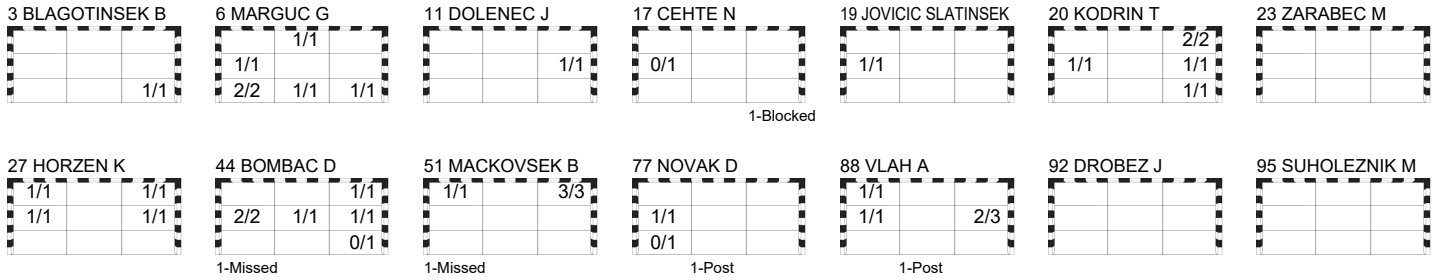 3 BLAGOTINSEK B 6 MARGUC G 11 DOLENEC J 17 CEHTE N 19 JOVICIC SLATINSEK 20 KODRIN T 23 ZARABEC M
1/1 2/2
1/1 1/1 0/1 1/1 1/1 1/1
1/1 2/2 1/1 1/1 1/1
1-Blocked
27 HORZEN K 44 BOMBAC D 51 MACKOVSEK B 77 NOVAK D 88 VLAH A 92 DROBEZ J 95 SUHOLEZNIK M
1/1 1/1 1/1 1/1 3/3 1/1
1/1 1/1 2/2 1/1 1/1 1/1 1/1 2/3
0/1 0/1
1-Missed 1-Missed 1-Post 1-Post